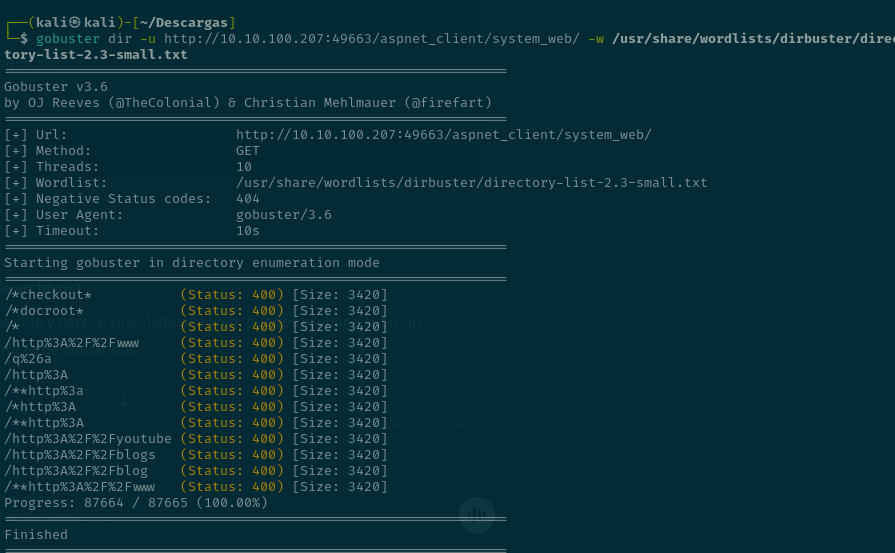 ┌──(kali㉿kali)-[~/Descargas]
└─$ gobuster dir -u http://10.10.100.207:49663/aspnet_client/system_web/ -w /usr/share/wordlists/dirbuster/direc
tory-list-2.3-small.txt
===============================================================
Gobuster v3.6
by OJ Reeves (@TheColonial) & Christian Mehlmauer (@firefart)
===============================================================
[+] Url:                     http://10.10.100.207:49663/aspnet_client/system_web/
[+] Method:                  GET
[+] Threads:                 10
[+] Wordlist:                /usr/share/wordlists/dirbuster/directory-list-2.3-small.txt
[+] Negative Status codes:   404
[+] User Agent:              gobuster/3.6
[+] Timeout:                 10s
===============================================================
Starting gobuster in directory enumeration mode
===============================================================
/*checkout*           (Status: 400) [Size: 3420]
/*docroot*            (Status: 400) [Size: 3420]
/*                    (Status: 400) [Size: 3420]
/http%3A%2F%2Fwww     (Status: 400) [Size: 3420]
/q%26a                (Status: 400) [Size: 3420]
/http%3A              (Status: 400) [Size: 3420]
/**http%3a            (Status: 400) [Size: 3420]
/*http%3A             (Status: 400) [Size: 3420]
/**http%3A            (Status: 400) [Size: 3420]
/http%3A%2F%2Fyoutube (Status: 400) [Size: 3420]
/http%3A%2F%2Fblogs   (Status: 400) [Size: 3420]
/http%3A%2F%2Fblog    (Status: 400) [Size: 3420]
/**http%3A%2F%2Fwww   (Status: 400) [Size: 3420]
Progress: 87664 / 87665 (100.00%)
===============================================================
Finished
===============================================================